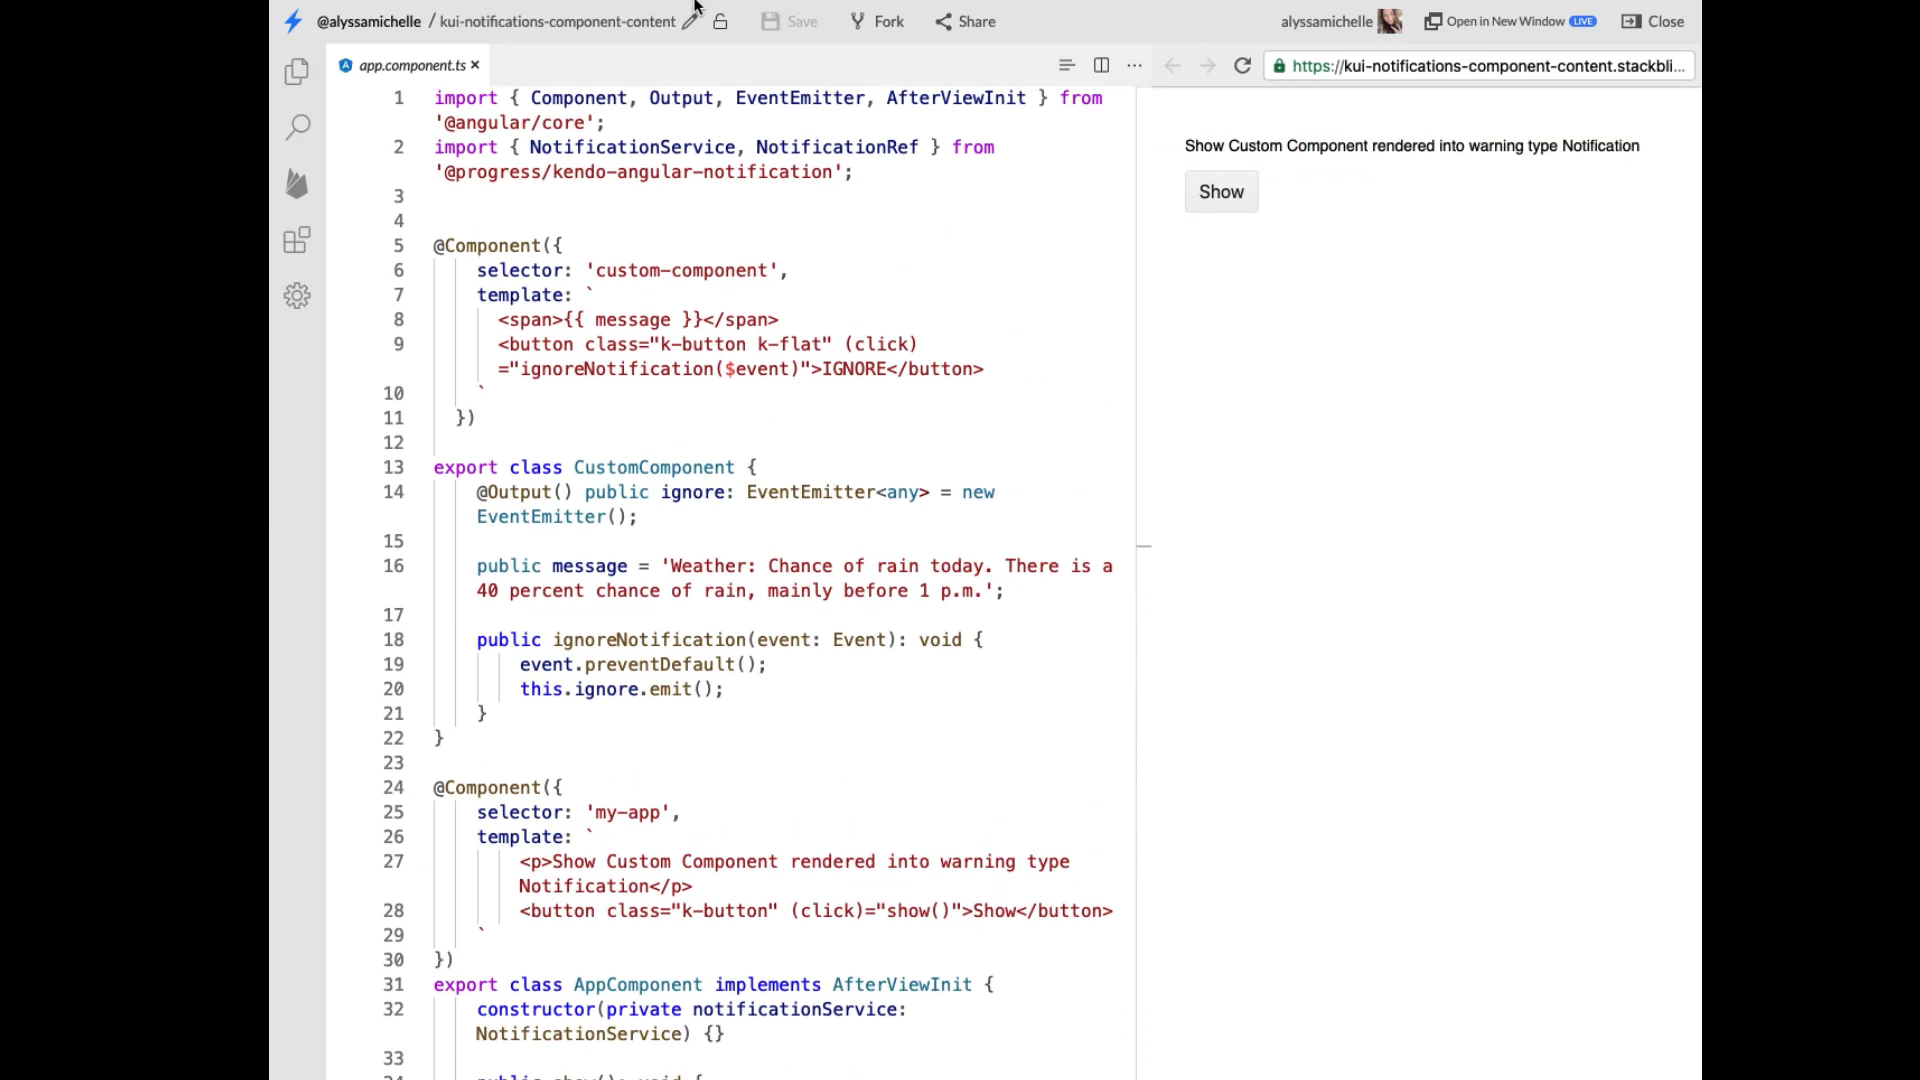 @alyssamichelle / kui-notifications-component-content Save Fork Share alyssamichelle Open in New Window LIVE Close
app.component.ts × ··· https://kui-notifications-component-content.stackbli...
1 import { Component, Output, EventEmitter, AfterViewInit } from
'@angular/core';
2 import { NotificationService, NotificationRef } from
'@progress/kendo-angular-notification';
3
4
5 @Component({
6 selector: 'custom-component',
7 template: `
8 <span>{{ message }}</span>
9 <button class="k-button k-flat" (click)
="ignoreNotification($event)">IGNORE</button>
10 `
11 })
12
13 export class CustomComponent {
14 @Output() public ignore: EventEmitter<any> = new
EventEmitter();
15
16 public message = 'Weather: Chance of rain today. There is a
40 percent chance of rain, mainly before 1 p.m.';
17
18 public ignoreNotification(event: Event): void {
19 event.preventDefault();
20 this.ignore.emit();
21 }
22 }
23
24 @Component({
25 selector: 'my-app',
26 template: `
27 <p>Show Custom Component rendered into warning type
Notification</p>
28 <button class="k-button" (click)="show()">Show</button>
29 `
30 })
31 export class AppComponent implements AfterViewInit {
32 constructor(private notificationService:
NotificationService) {}
33
Show Custom Component rendered into warning type Notification
Show